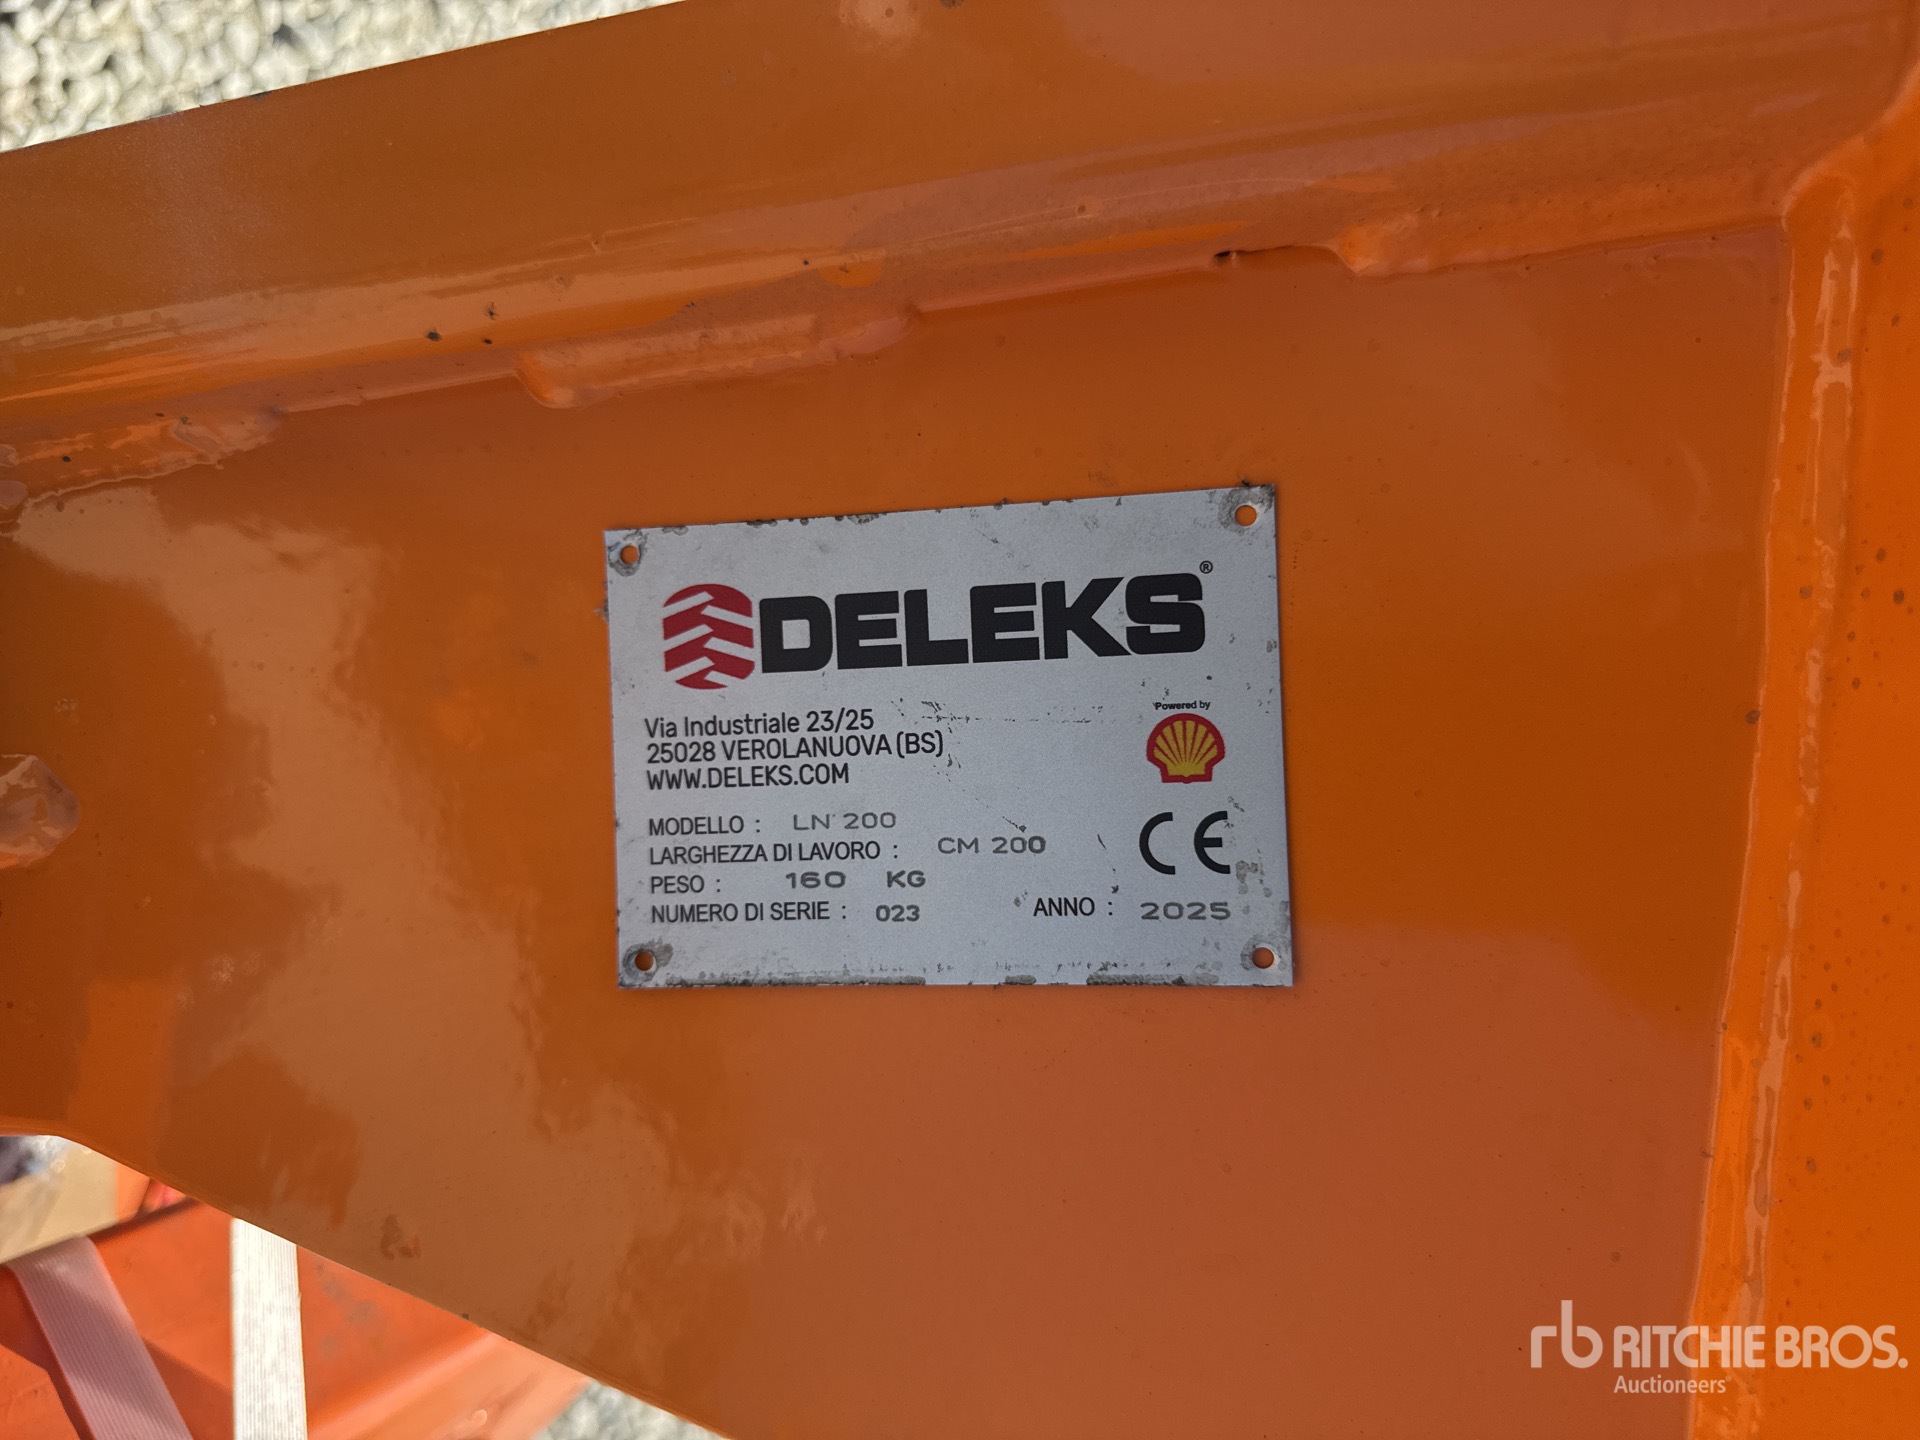 DELEKS®
Via Industriale 23/25
25028 VEROLANUOVA (BS)
WWW.DELEKS.COM
Powered by
MODELLO : LN 200
LARGHEZZA DI LAVORO : CM 200
PESO : 160 KG
NUMERO DI SERIE : 023 ANNO : 2025
CE
rb RITCHIE BROS.
Auctioneers